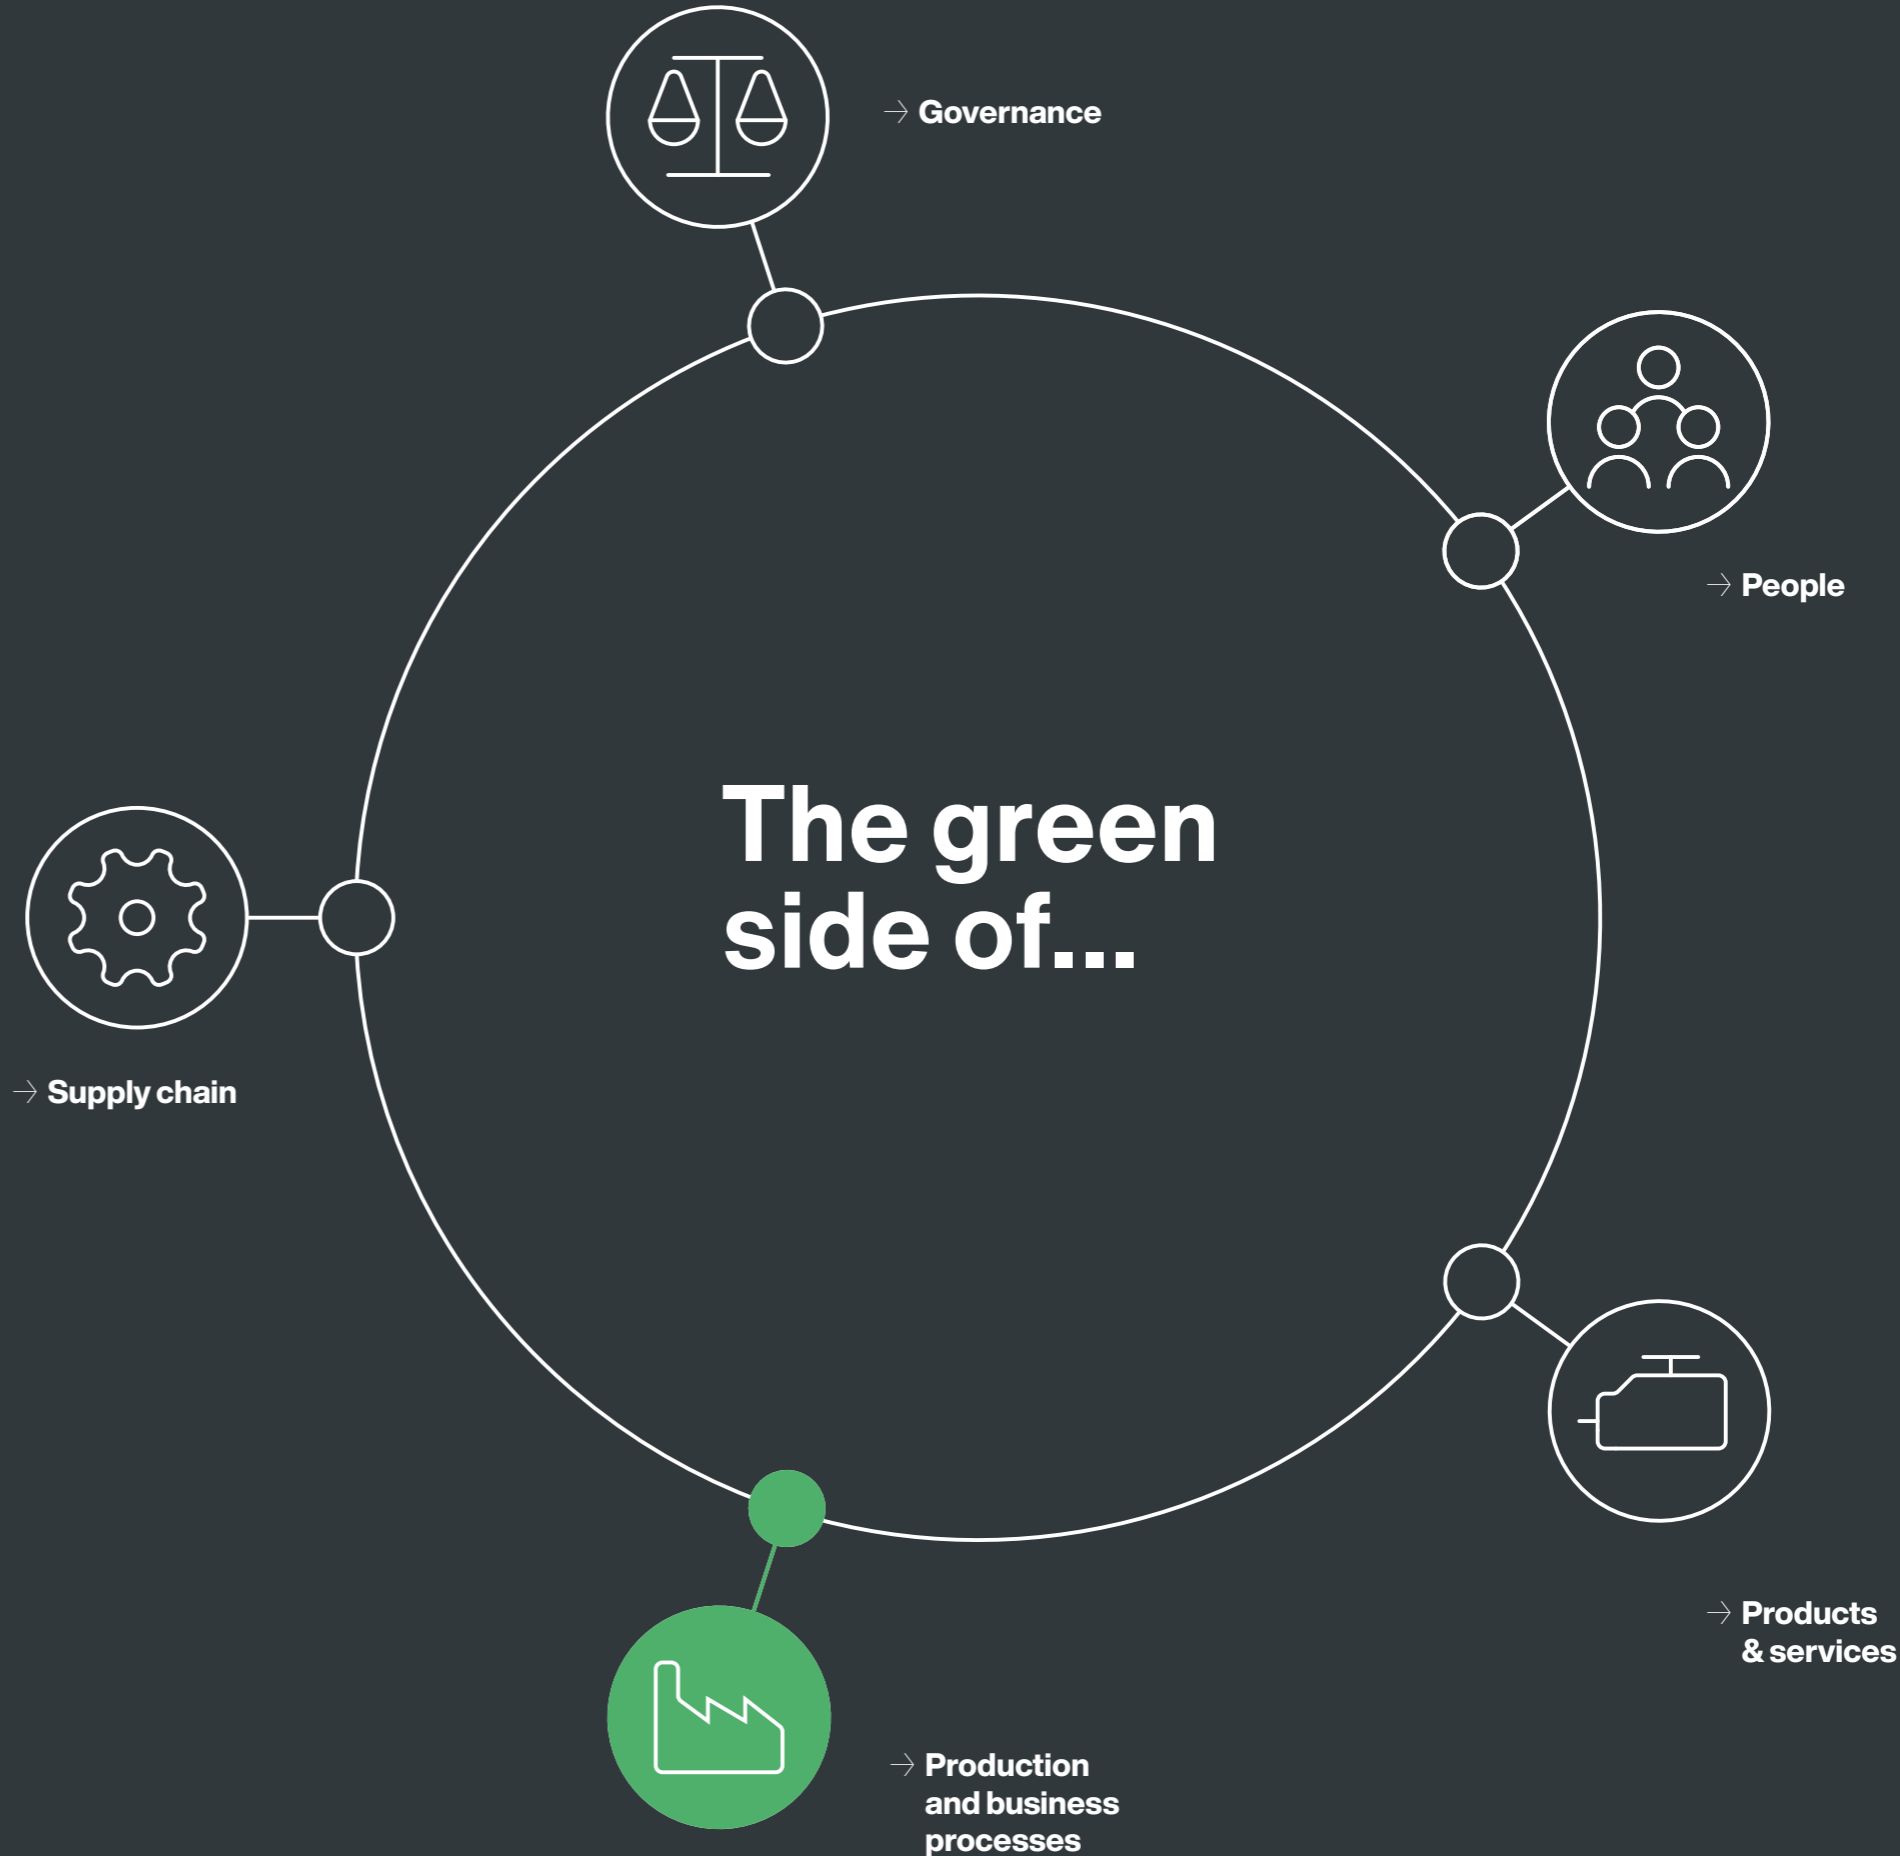 → Governance
→ People
The green
side of...
→ Supply chain
→ Products
& services
→ Production
and business
processes